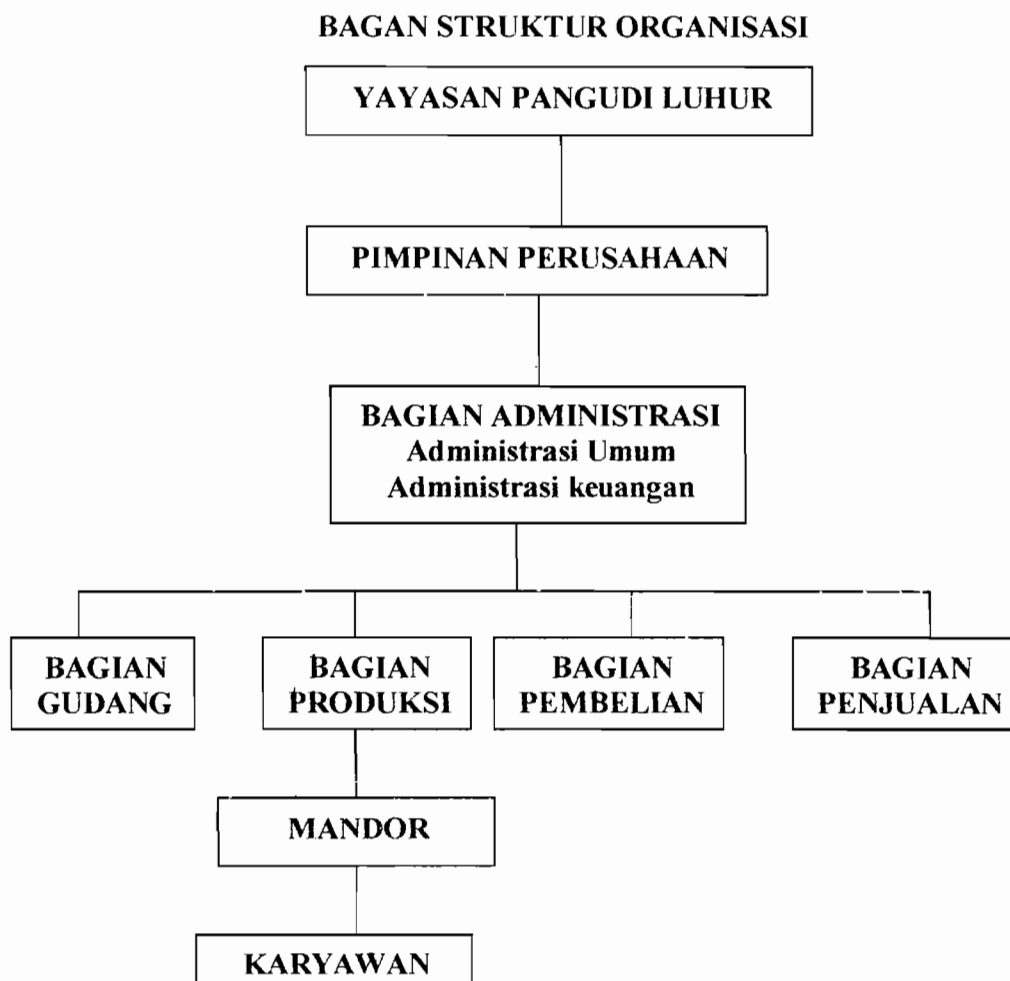 BAGAN STRUKTUR ORGANISASI
YAYASAN PANGUDI LUHUR
PIMPINAN PERUSAHAAN
BAGIAN ADMINISTRASI
Administrasi Umum
Administrasi keuangan
BAGIAN
GUDANG
BAGIAN
PRODUKSI
BAGIAN
PEMBELIAN
BAGIAN
PENJUALAN
MANDOR
KARYAWAN